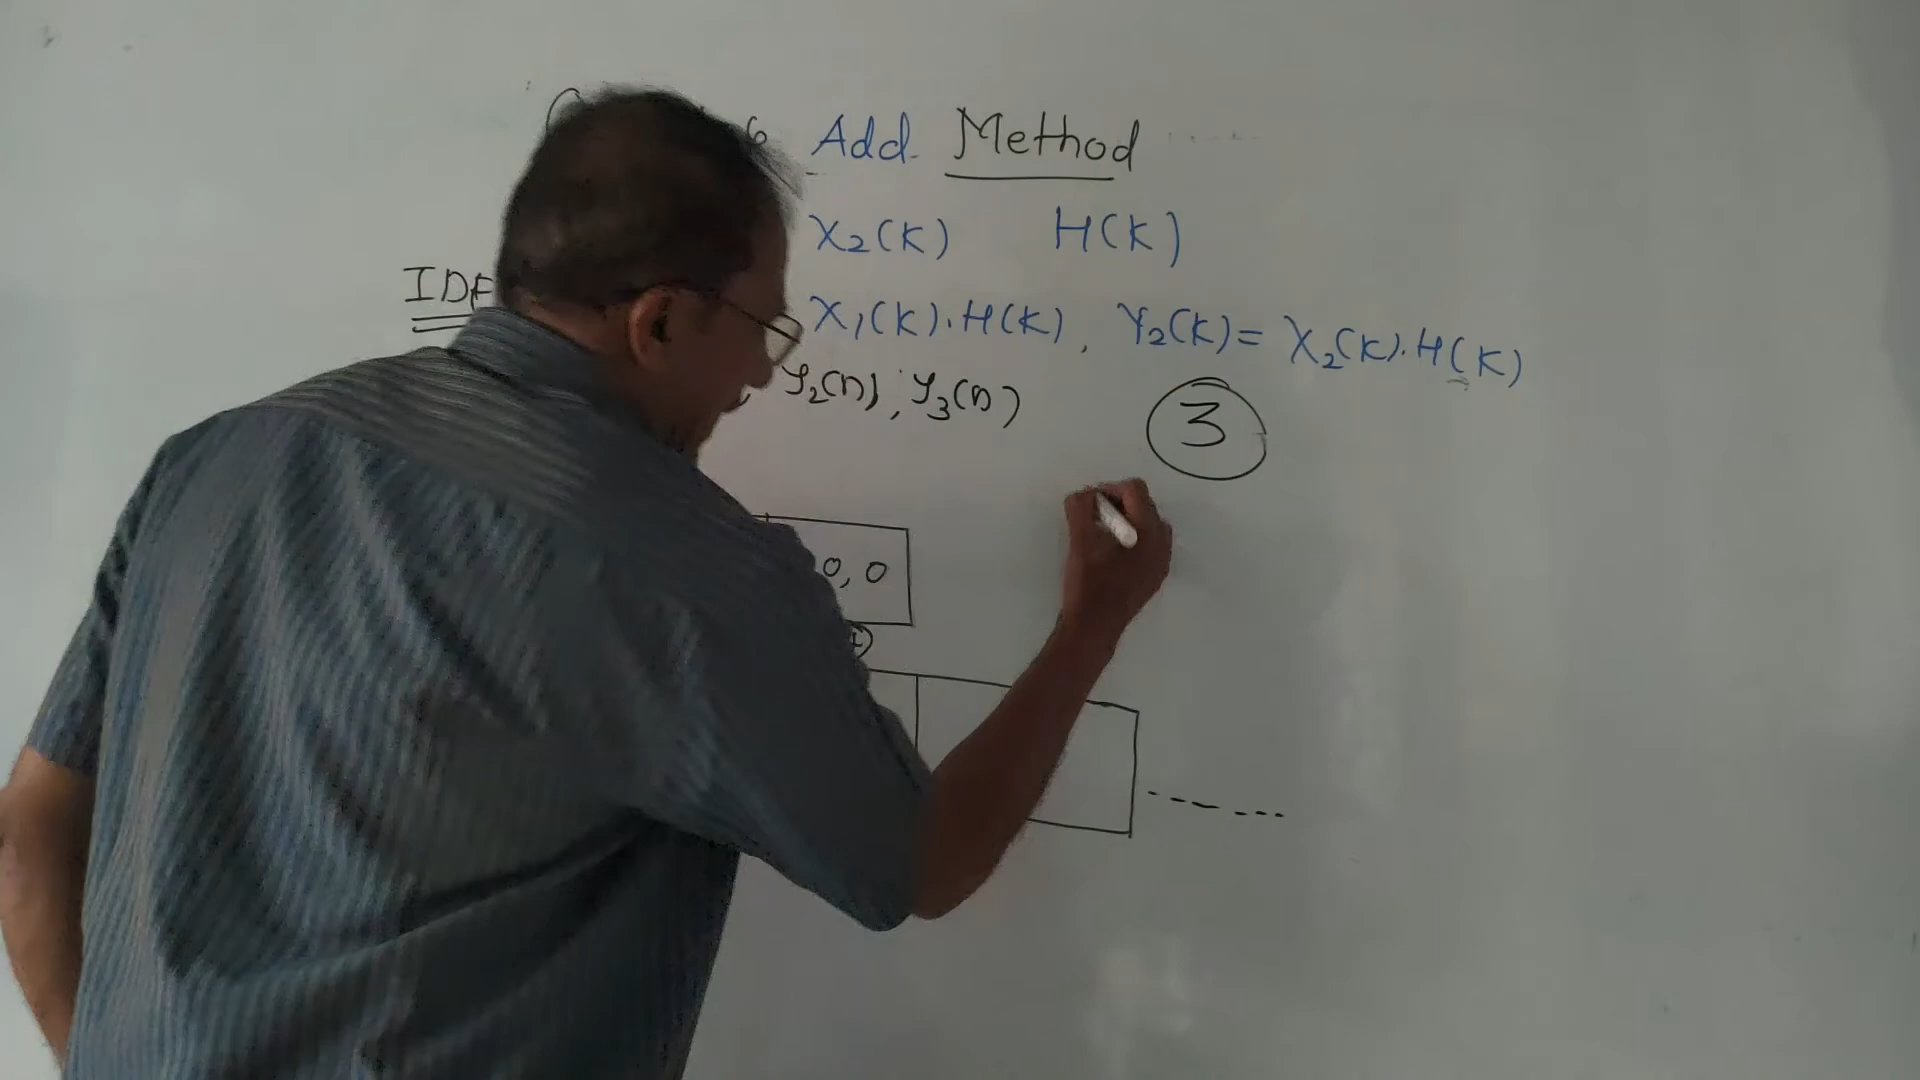 Add Method
X₂(K) H(K)
IDF
X₁(K).H(K), Y₂(K)= X₂(K).H(K)
y₂(n), y₃(n)
3
0, 0
-----